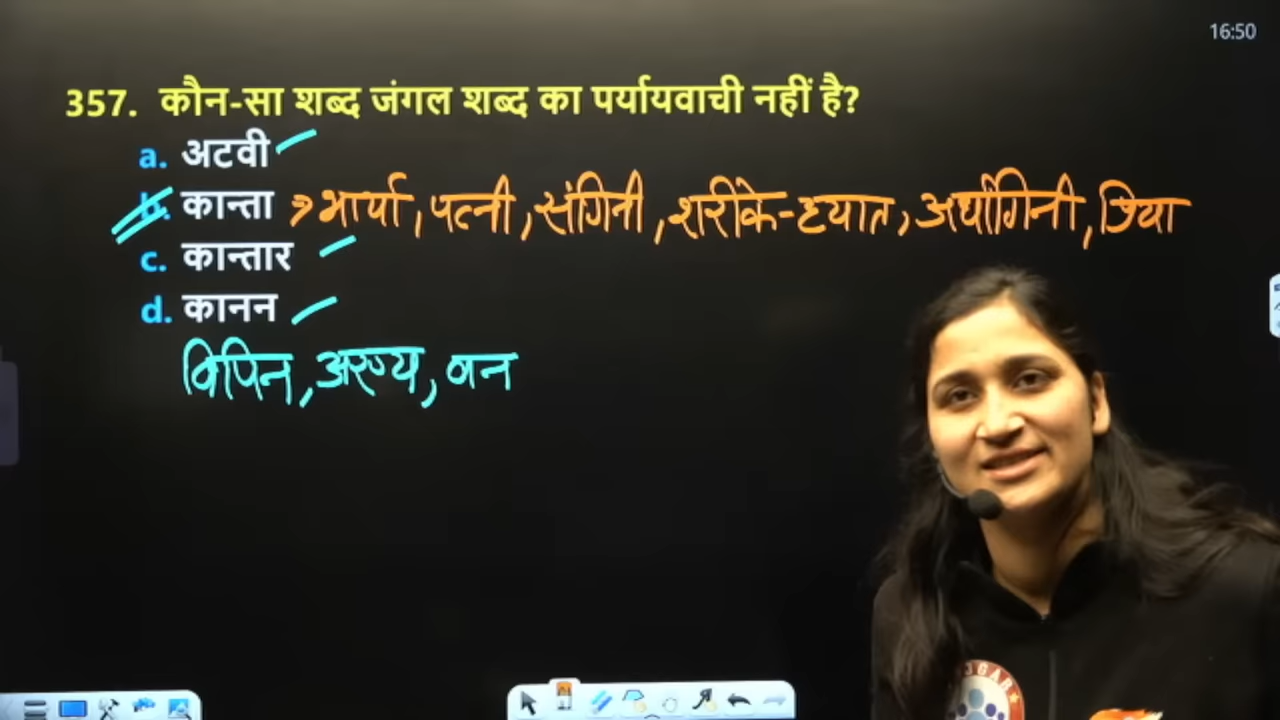 16:50
357. कौन-सा शब्द जंगल शब्द का पर्यायवाची नहीं है?
a. अटवी
b. कान्ता → भार्या, पत्नी, संगिनी, शरीके-हयात, अर्धांगिनी, प्रिया
c. कान्तार
d. कानन
विपिन, अरण्य, वन